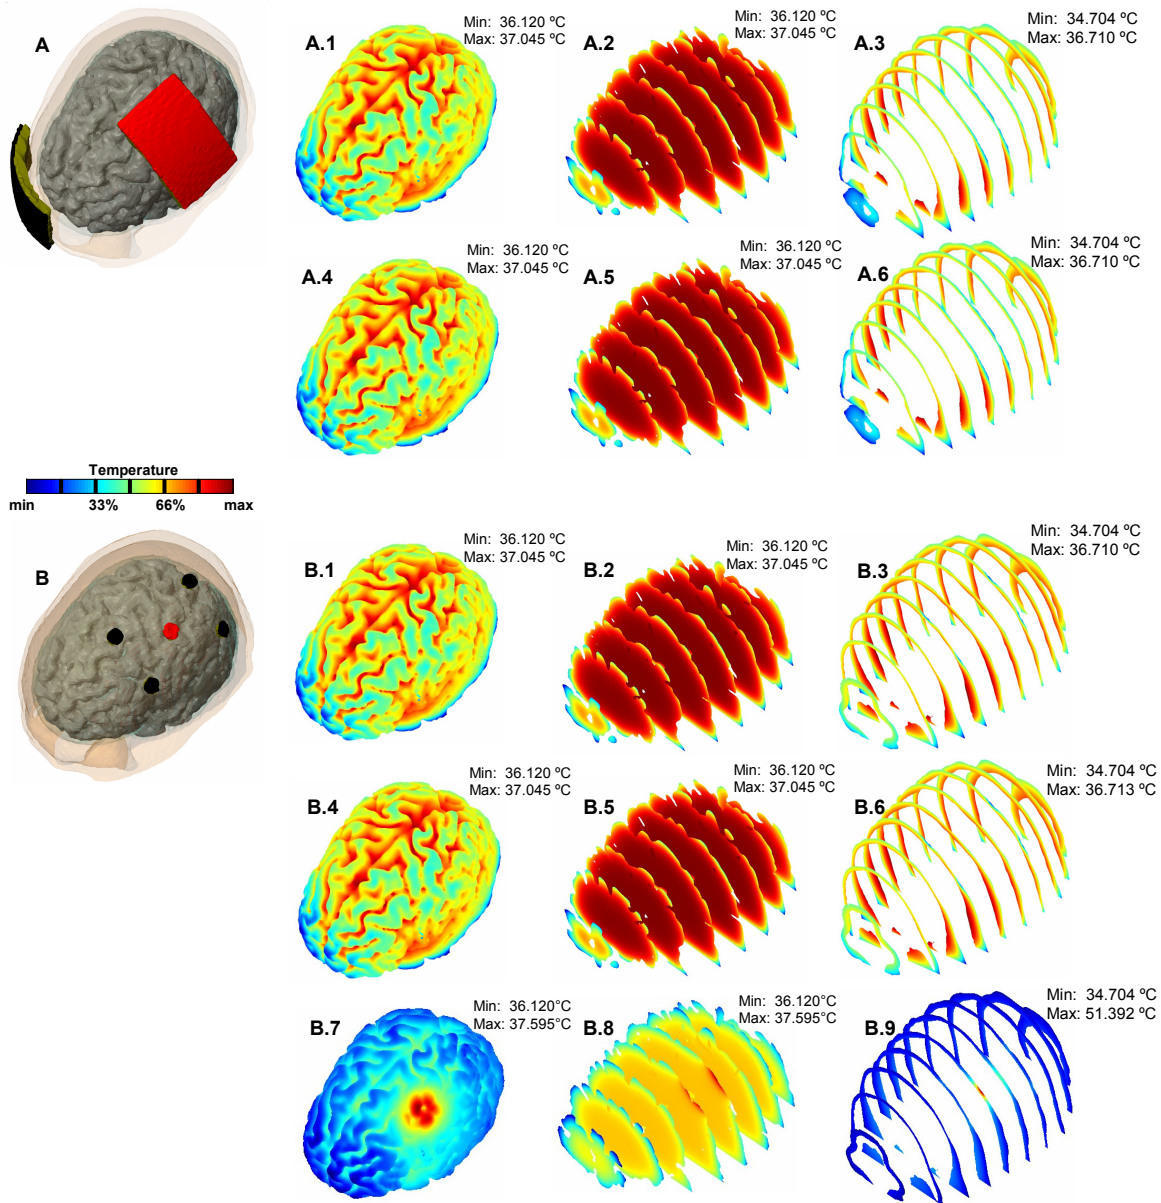 A
A.1
Min: 36.120 ºC
Max: 37.045 ºC
A.2
Min: 36.120 ºC
Max: 37.045 ºC
A.3
Min: 34.704 ºC
Max: 36.710 ºC
A.4
Min: 36.120 ºC
Max: 37.045 ºC
A.5
Min: 36.120 ºC
Max: 37.045 ºC
A.6
Min: 34.704 ºC
Max: 36.710 ºC
Temperature
min 33% 66% max
B
B.1
Min: 36.120 ºC
Max: 37.045 ºC
B.2
Min: 36.120 ºC
Max: 37.045 ºC
B.3
Min: 34.704 ºC
Max: 36.710 ºC
B.4
Min: 36.120 ºC
Max: 37.045 ºC
B.5
Min: 36.120 ºC
Max: 37.045 ºC
B.6
Min: 34.704 ºC
Max: 36.713 ºC
B.7
Min: 36.120°C
Max: 37.595°C
B.8
Min: 36.120°C
Max: 37.595°C
B.9
Min: 34.704 ºC
Max: 51.392 ºC